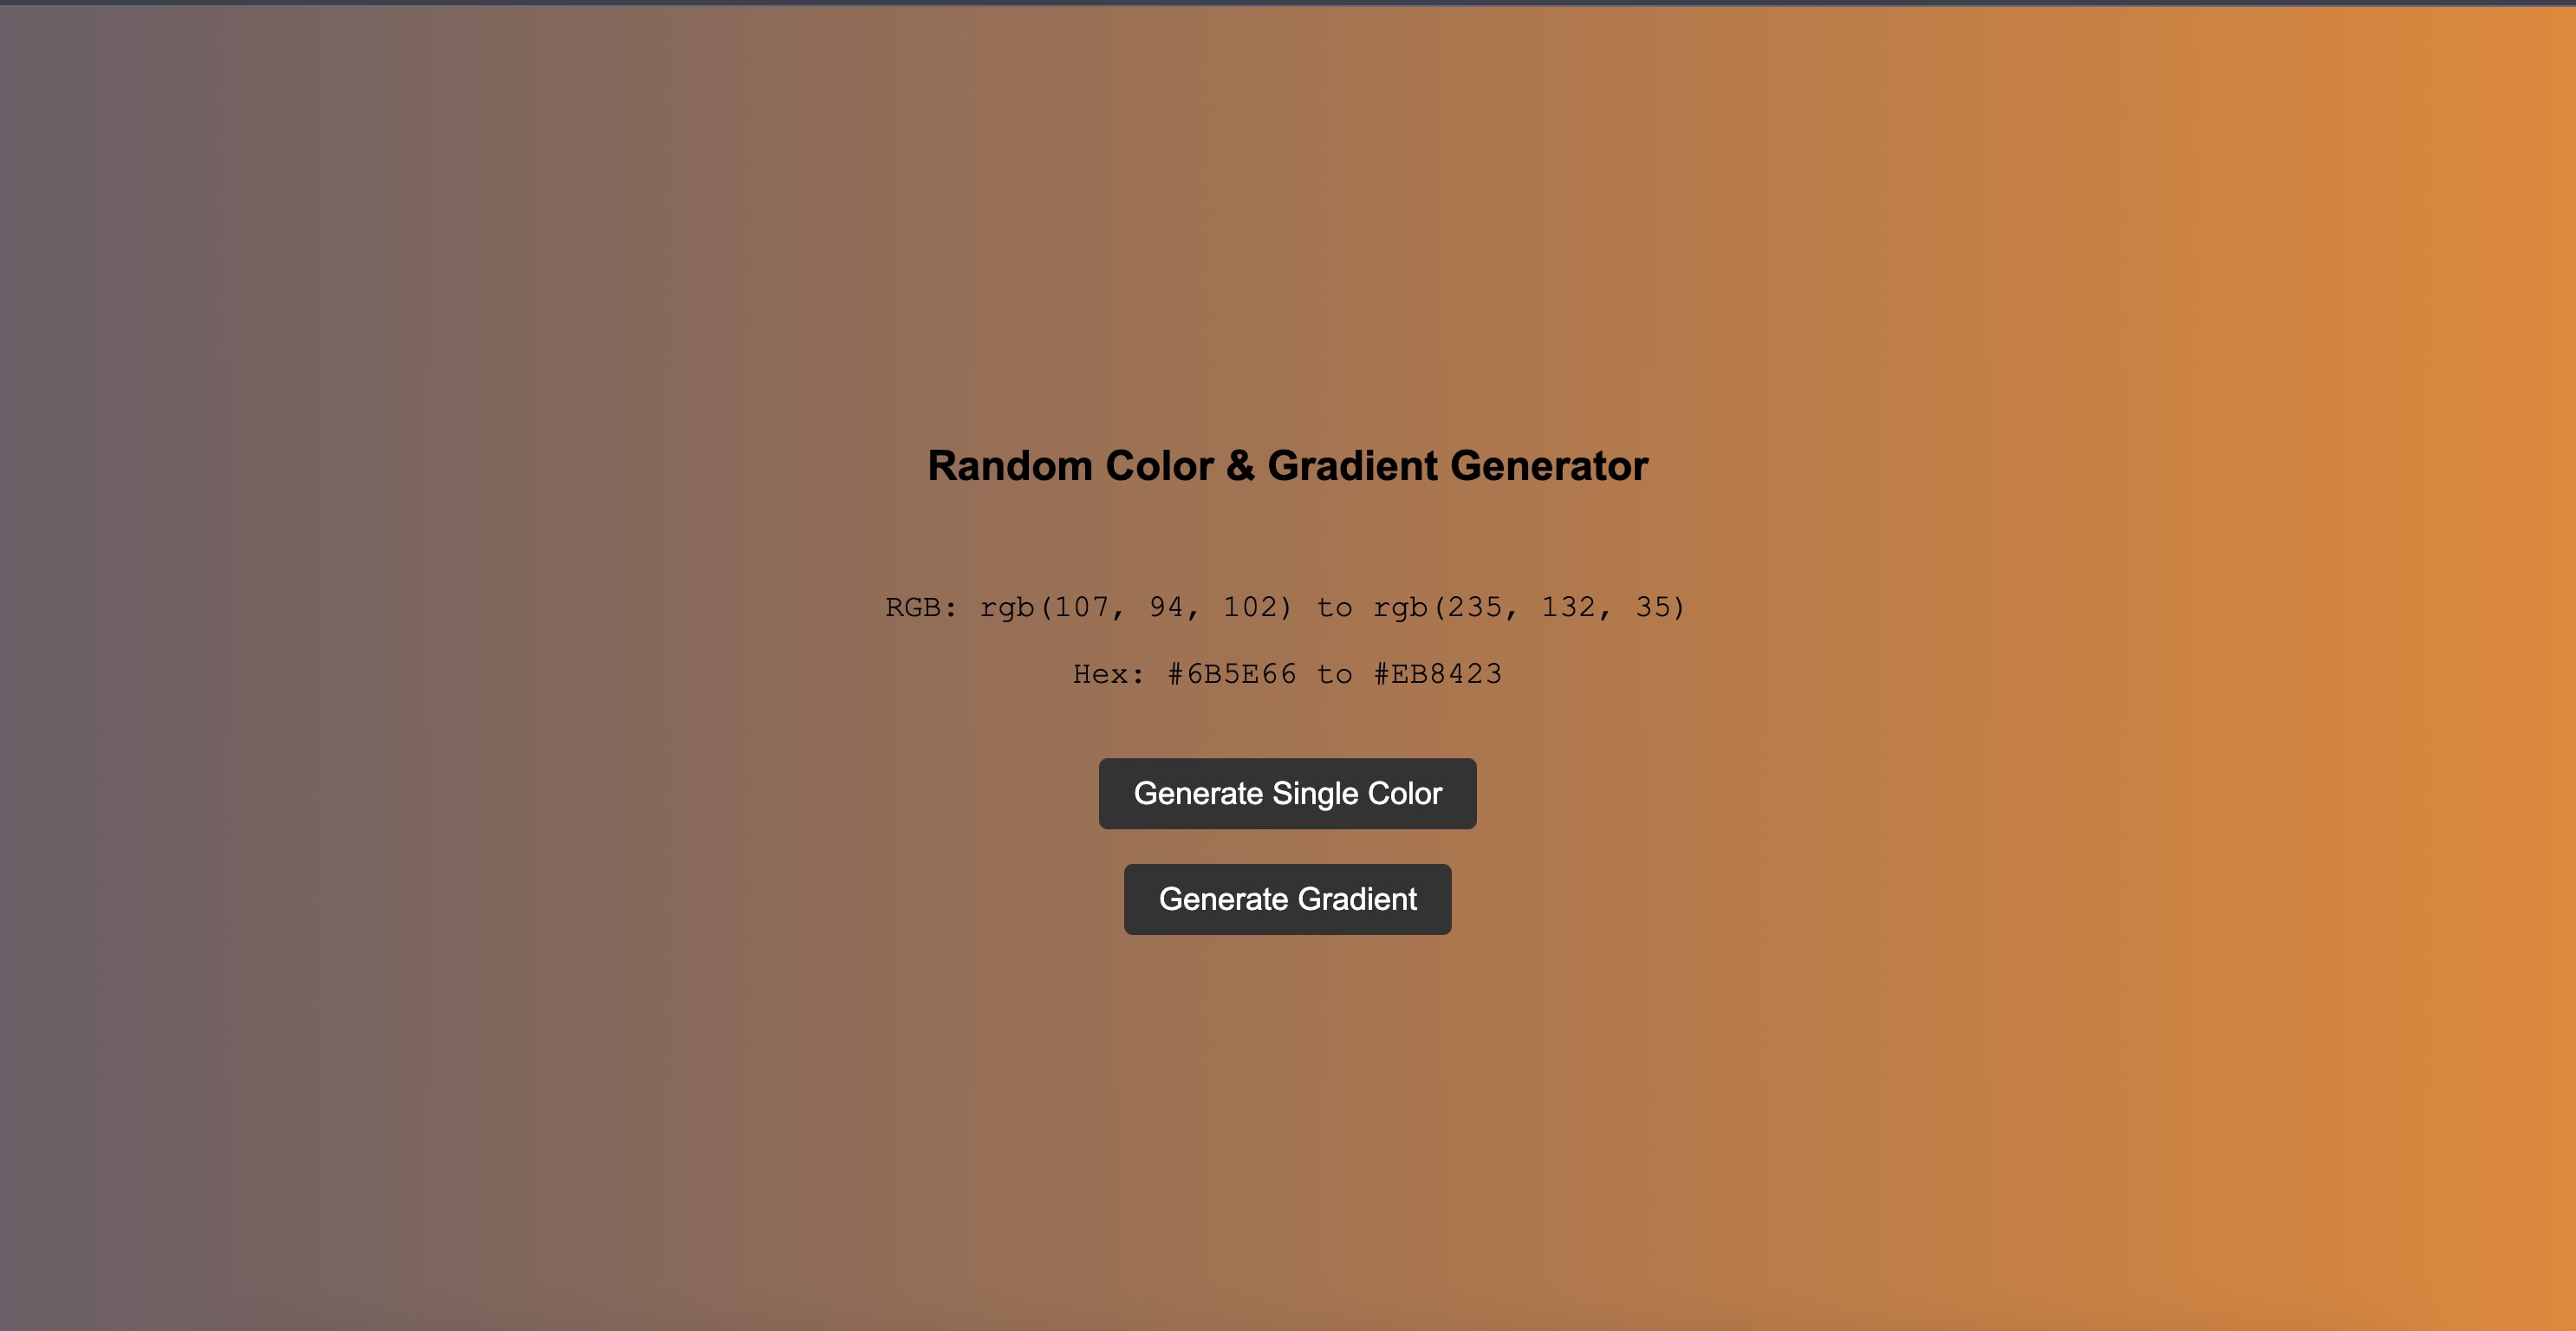 Random Color & Gradient Generator
RGB: rgb(107, 94, 102) to rgb(235, 132, 35)
Hex: #6B5E66 to #EB8423
Generate Single Color
Generate Gradient